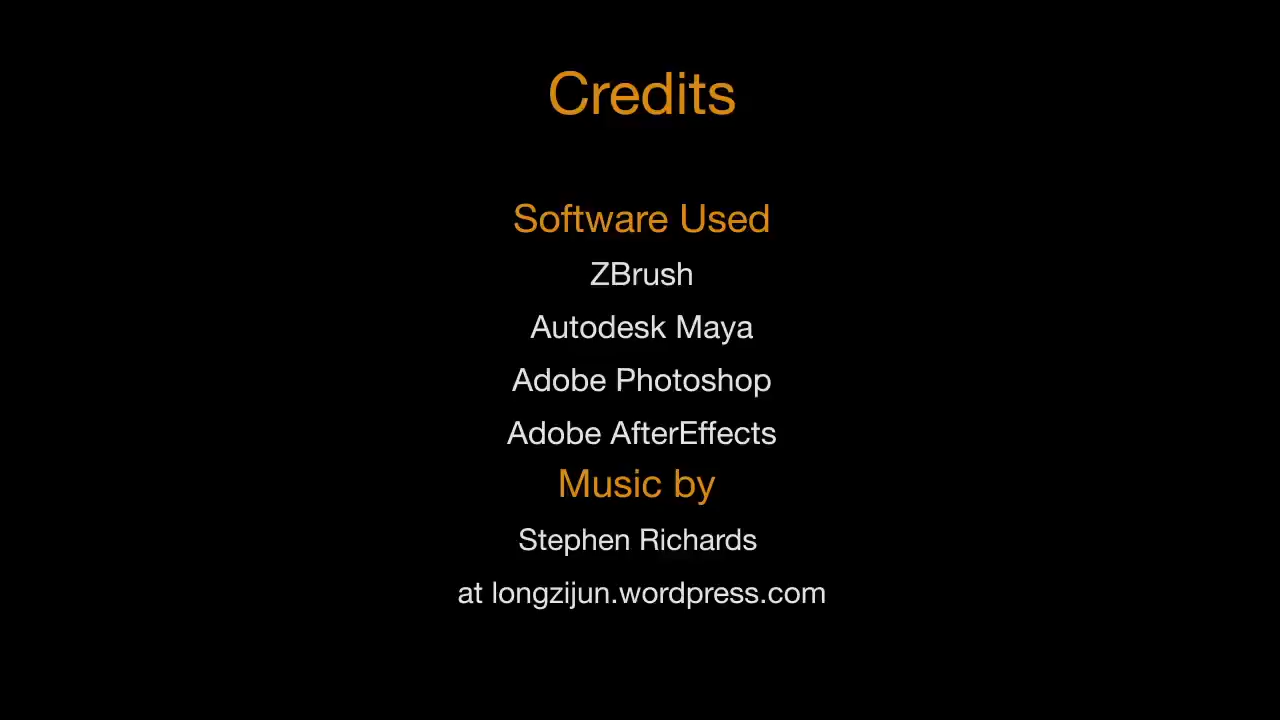 Credits
Software Used
ZBrush
Autodesk Maya
Adobe Photoshop
Adobe AfterEffects
Music by
Stephen Richards
at longzijun.wordpress.com